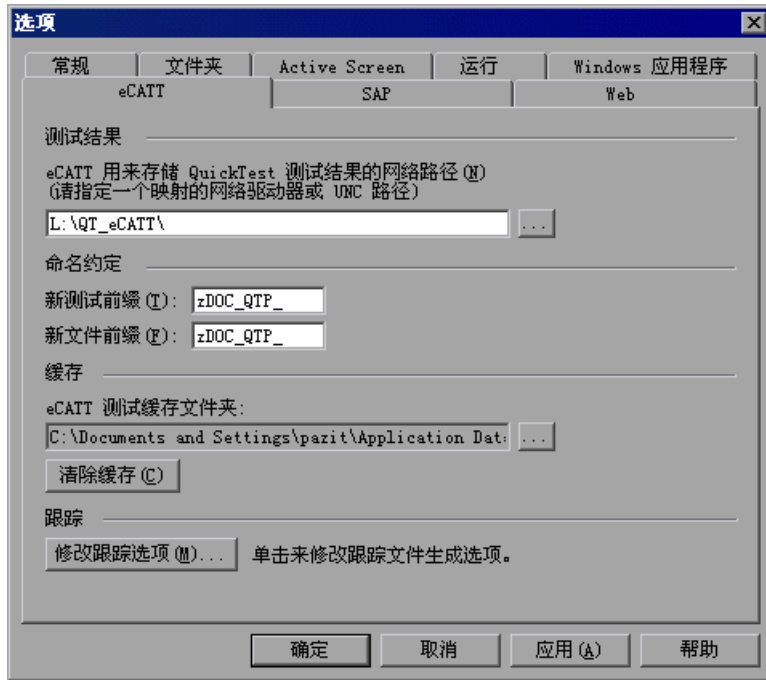 选项
常规 文件夹 Active Screen 运行 Windows 应用程序
eCATT SAP Web
测试结果
eCATT 用来存储 QuickTest 测试结果的网络路径(N)
(请指定一个映射的网络驱动器或 UNC 路径)
L:\QT_eCATT\ ...
命名约定
新测试前缀(T): zDOC_QTP_
新文件前缀(F): zDOC_QTP_
缓存
eCATT 测试缓存文件夹:
C:\Documents and Settings\pazit\Application Dat ...
清除缓存(C)
跟踪
修改跟踪选项(M)... 单击来修改跟踪文件生成选项。
确定 取消 应用(A) 帮助